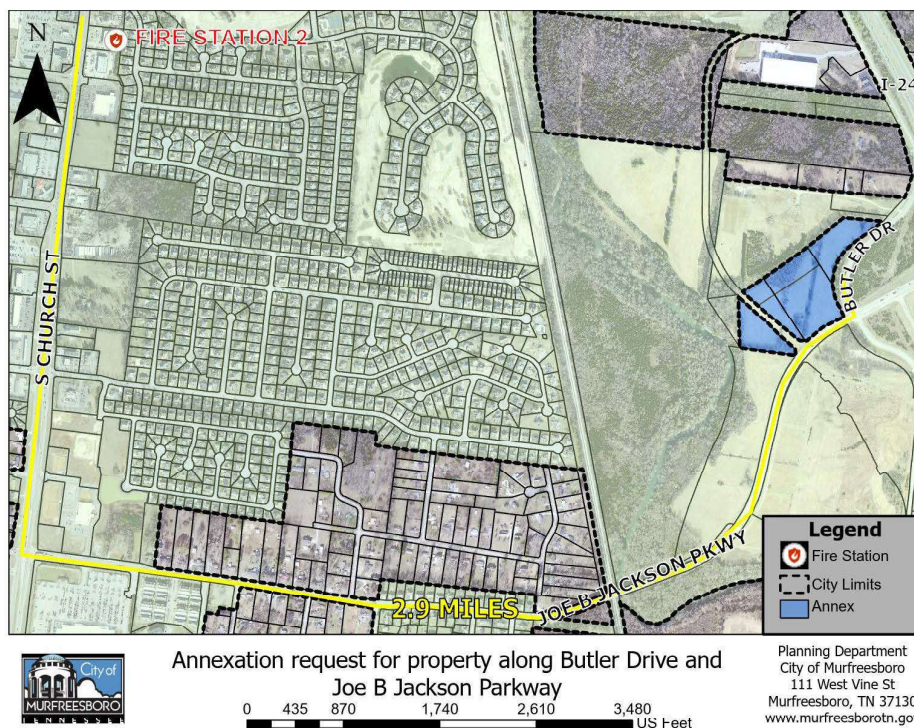 N
FIRE STATION 2
I-24
S CHURCH ST
BUTLER DR
JOE B JACKSON PKWY
2.9 MILES
Legend
Fire Station
City Limits
Annex
City of
MURFREESBORO
TENNESSEE
Annexation request for property along Butler Drive and
Joe B Jackson Parkway
0 435 870 1,740 2,610 3,480
US Feet
Planning Department
City of Murfreesboro
111 West Vine St
Murfreesboro, TN 37130
www.murfreesborotn.go